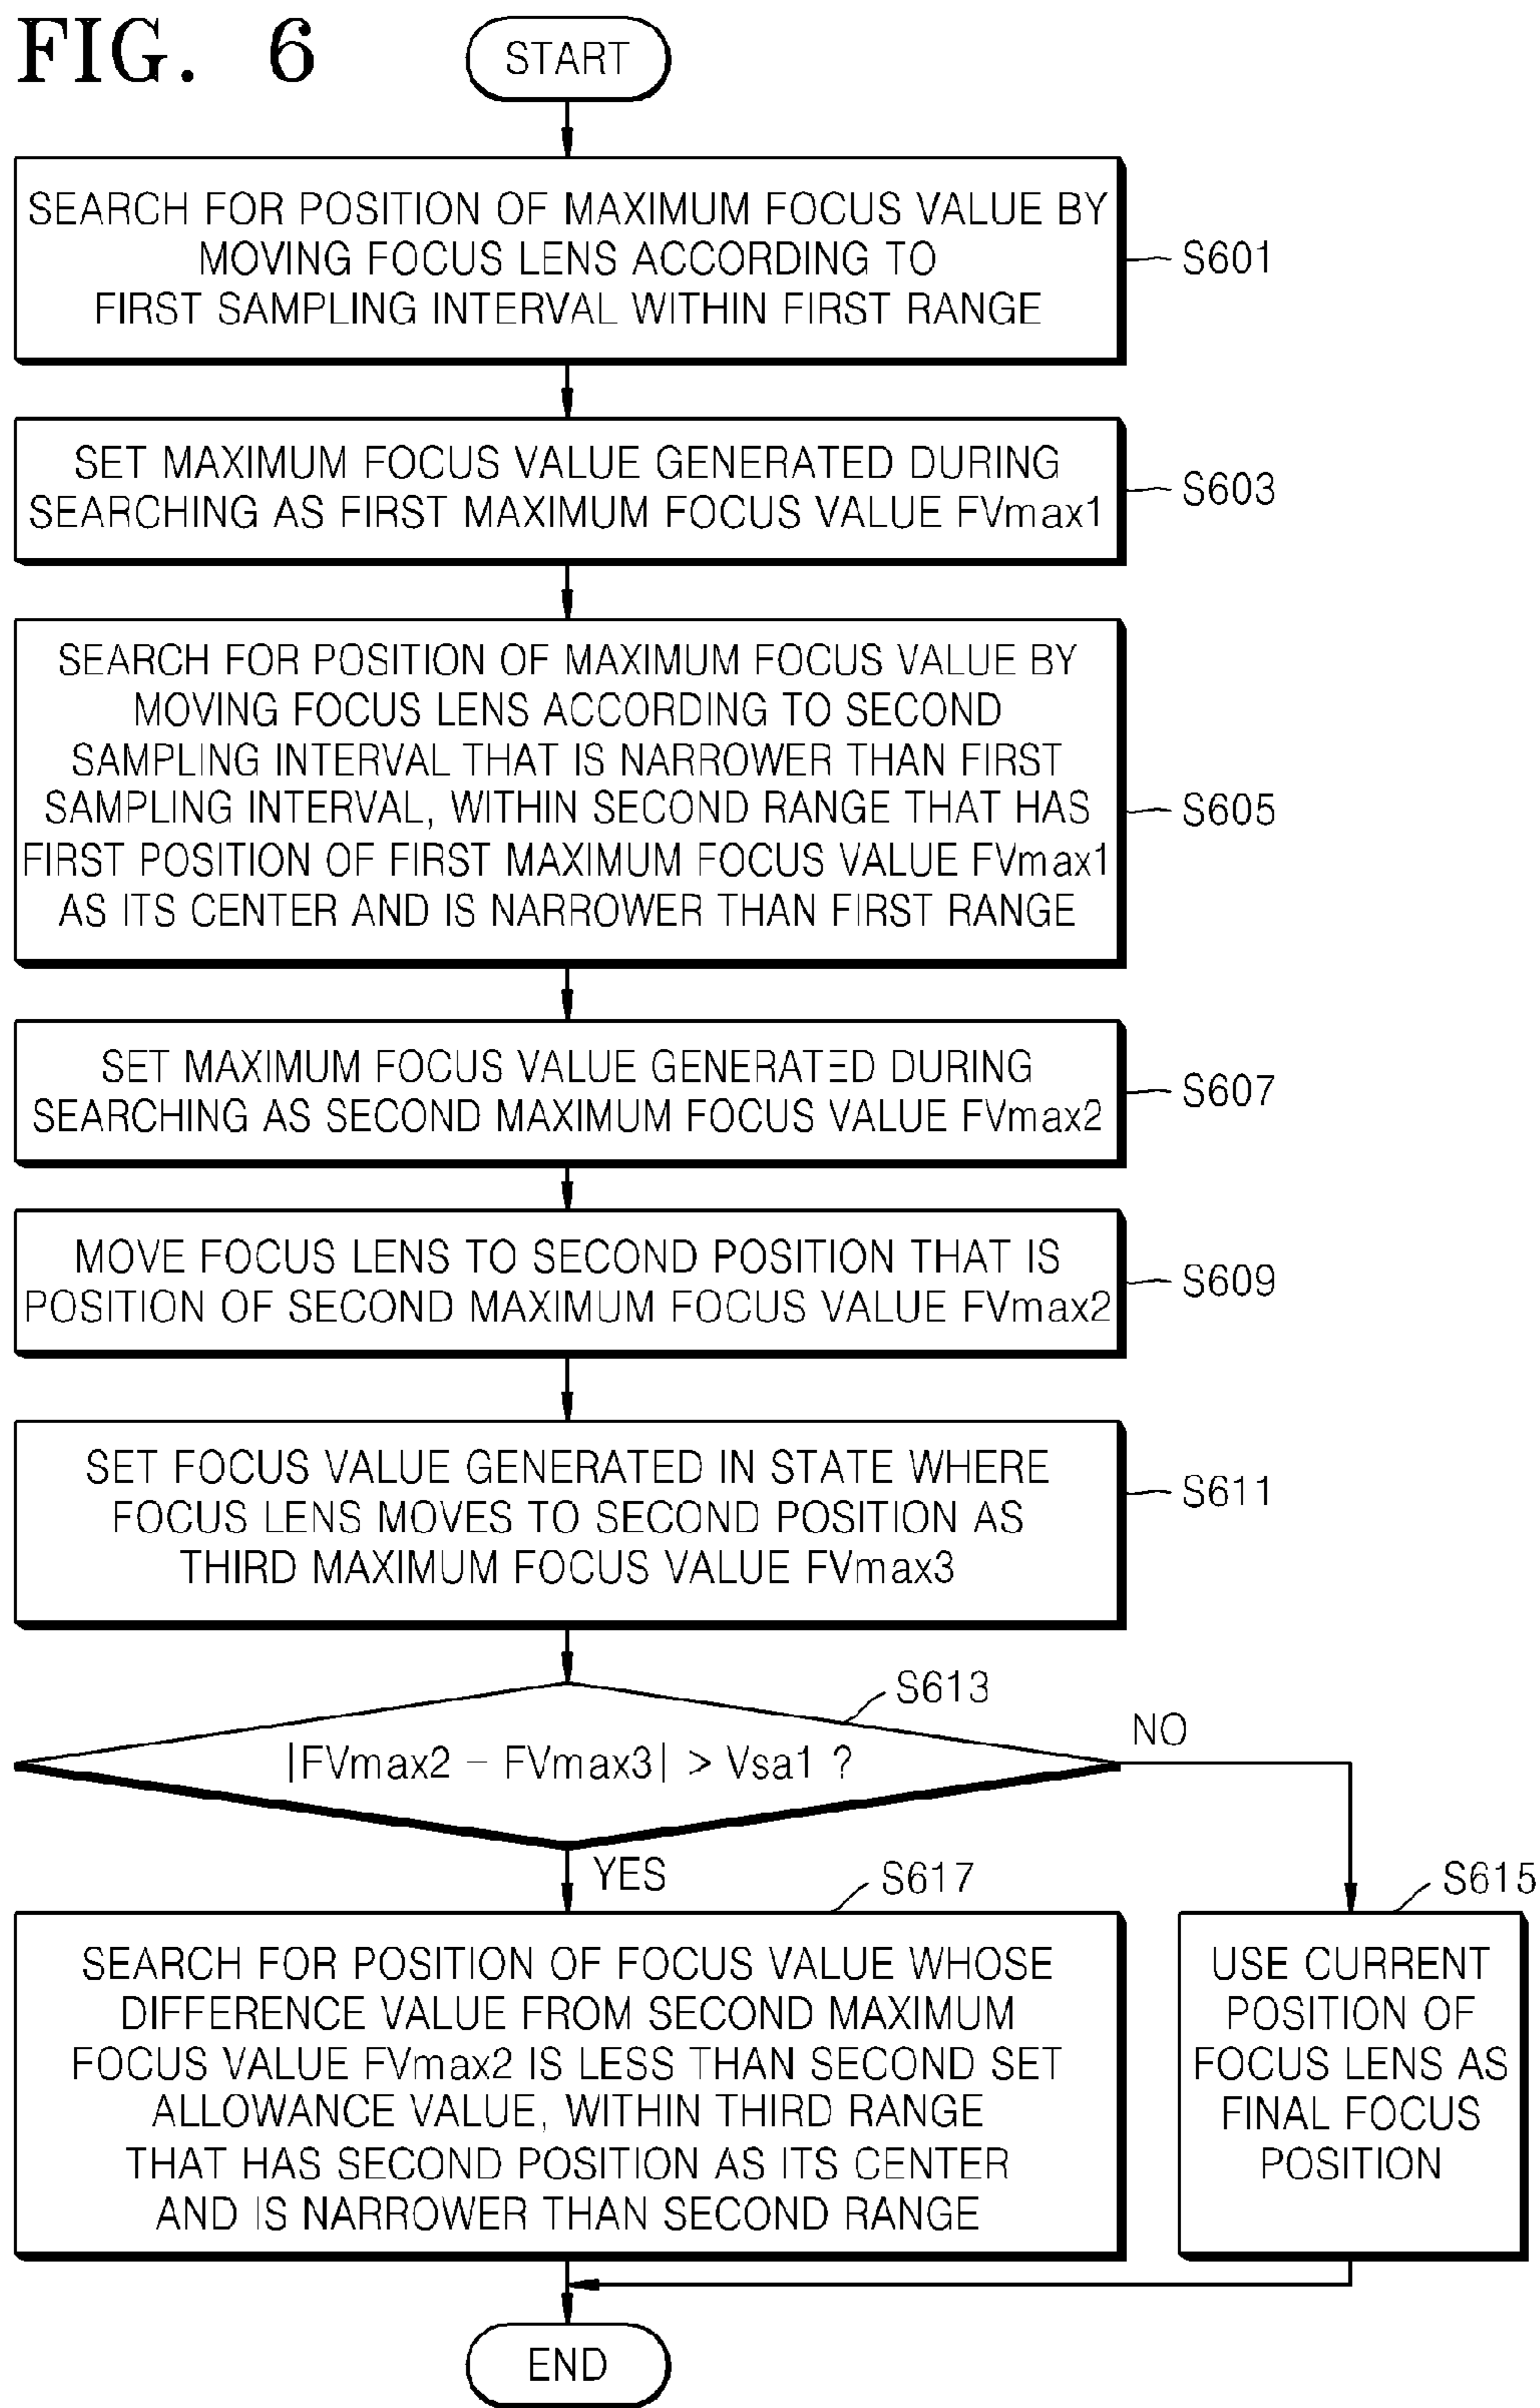 FIG. 6
START
SEARCH FOR POSITION OF MAXIMUM FOCUS VALUE BY
MOVING FOCUS LENS ACCORDING TO
FIRST SAMPLING INTERVAL WITHIN FIRST RANGE
S601
SET MAXIMUM FOCUS VALUE GENERATED DURING
SEARCHING AS FIRST MAXIMUM FOCUS VALUE FVmax1
S603
SEARCH FOR POSITION OF MAXIMUM FOCUS VALUE BY
MOVING FOCUS LENS ACCORDING TO SECOND
SAMPLING INTERVAL THAT IS NARROWER THAN FIRST
SAMPLING INTERVAL, WITHIN SECOND RANGE THAT HAS
FIRST POSITION OF FIRST MAXIMUM FOCUS VALUE FVmax1
AS ITS CENTER AND IS NARROWER THAN FIRST RANGE
S605
SET MAXIMUM FOCUS VALUE GENERATED DURING
SEARCHING AS SECOND MAXIMUM FOCUS VALUE FVmax2
S607
MOVE FOCUS LENS TO SECOND POSITION THAT IS
POSITION OF SECOND MAXIMUM FOCUS VALUE FVmax2
S609
SET FOCUS VALUE GENERATED IN STATE WHERE
FOCUS LENS MOVES TO SECOND POSITION AS
THIRD MAXIMUM FOCUS VALUE FVmax3
S611
S613
|FVmax2 − FVmax3| > Vsa1 ?
NO
YES
S617
SEARCH FOR POSITION OF FOCUS VALUE WHOSE
DIFFERENCE VALUE FROM SECOND MAXIMUM
FOCUS VALUE FVmax2 IS LESS THAN SECOND SET
ALLOWANCE VALUE, WITHIN THIRD RANGE
THAT HAS SECOND POSITION AS ITS CENTER
AND IS NARROWER THAN SECOND RANGE
S615
USE CURRENT
POSITION OF
FOCUS LENS AS
FINAL FOCUS
POSITION
END